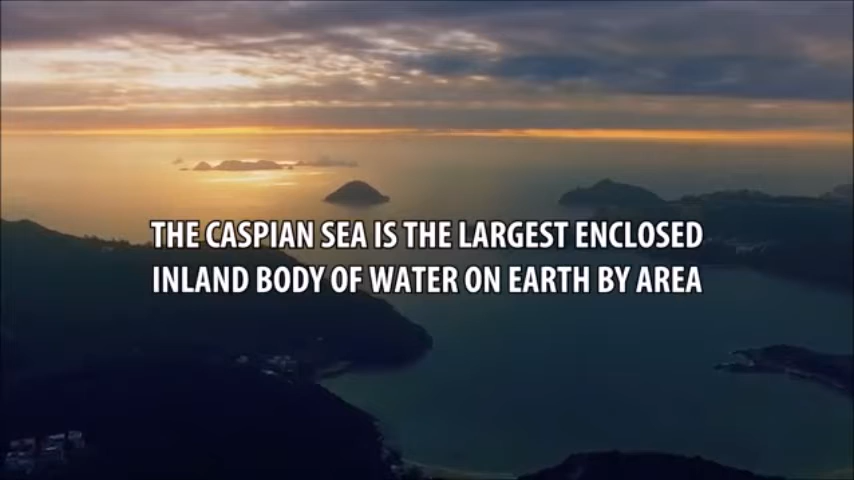 THE CASPIAN SEA IS THE LARGEST ENCLOSED
INLAND BODY OF WATER ON EARTH BY AREA